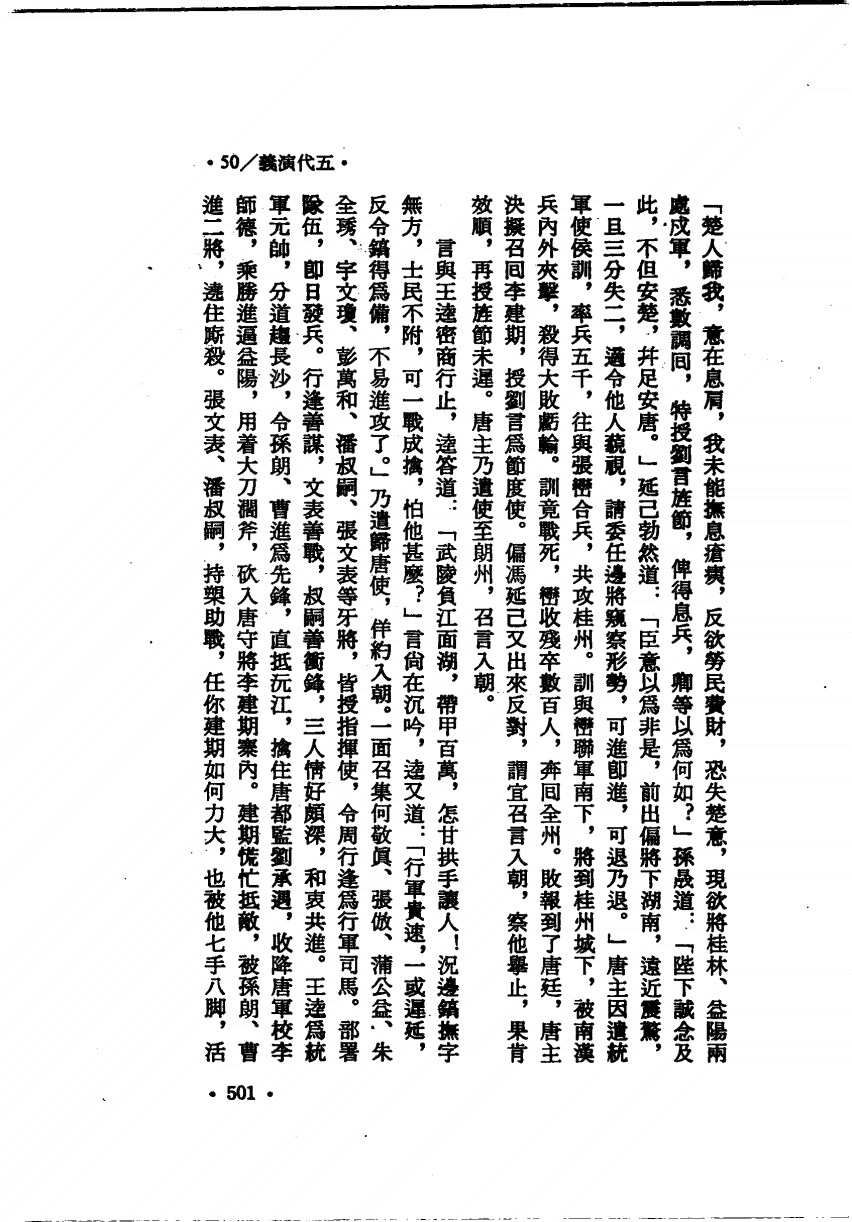 •50/義演代五•
「楚人歸我，意在息肩，我未能撫息瘡痍，反欲勞民費財，恐失楚意，現欲將桂林、益陽兩
處戍軍，悉數調囘，特授劉言旌節，俾得息兵，卿等以爲何如？」孫晟道：「陛下誠念及
此，不但安楚，幷足安唐。」延己勃然道：「臣意以爲非是，前出偏將下湖南，遠近震驚，
一旦三分失二，適令他人藐視，請委任邊將窺察形勢，可進卽進，可退乃退。」唐主因遣統
軍使侯訓，率兵五千，往與張巒合兵，共攻桂州。訓與巒聯軍南下，將到桂州城下，被南漢
兵內外夾擊，殺得大敗虧輸。訓竟戰死，巒收殘卒數百人，奔囘全州。敗報到了唐廷，唐主
決擬召囘李建期，授劉言爲節度使。偏馮延己又出來反對，謂宜召言入朝，察他舉止，果肯
效順，再授旌節未遲。唐主乃遣使至朗州，召言入朝。
言與王逵密商行止，逵答道：「武陵負江面湖，帶甲百萬，怎甘拱手讓人！況邊鎬撫字
無方，士民不附，可一戰成擒，怕他甚麼？」言尙在沉吟，逵又道：「行軍貴速，一或遲延，
反令鎬得爲備，不易進攻了。」乃遣歸唐使，佯約入朝。一面召集何敬眞、張倣、蒲公益、朱
全琇、宇文瓊、彭萬和、潘叔嗣、張文表等牙將，皆授指揮使，令周行逢爲行軍司馬。部署
隊伍，卽日發兵。行逢善謀，文表善戰，叔嗣善衝鋒，三人情好頗深，和衷共進。王逵爲統
軍元帥，分道趨長沙，令孫朗、曹進爲先鋒，直抵沅江，擒住唐都監劉承遇，收降唐軍校李
師德，乘勝進逼益陽，用着大刀濶斧，砍入唐守將李建期寨內。建期慌忙抵敵，被孫朗、曹
進二將，遶住廝殺。張文表、潘叔嗣，持槊助戰，任你建期如何力大，也被他七手八脚，活
•501•